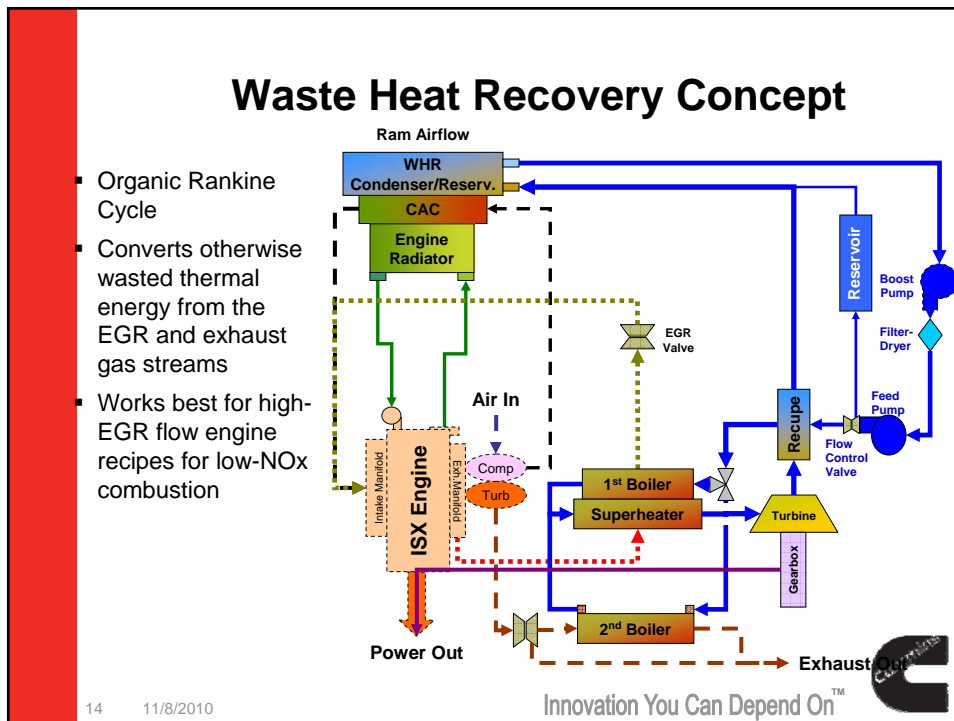 Waste Heat Recovery Concept
▪ Organic Rankine
Cycle
▪ Converts otherwise
wasted thermal
energy from the
EGR and exhaust
gas streams
▪ Works best for high-
EGR flow engine
recipes for low-NOx
combustion
Ram Airflow
WHR
Condenser/Reserv.
CAC
Engine
Radiator
Reservoir
Boost
Pump
Filter-
Dryer
EGR
Valve
Recupe
Feed
Pump
Flow
Control
Valve
Air In
Comp
Turb
Intake Manifold
ISX Engine
Exh.Manifold
1st Boiler
Superheater
Turbine
Gearbox
2nd Boiler
Power Out
Exhaust Out
Cummins
14 11/8/2010
Innovation You Can Depend On™